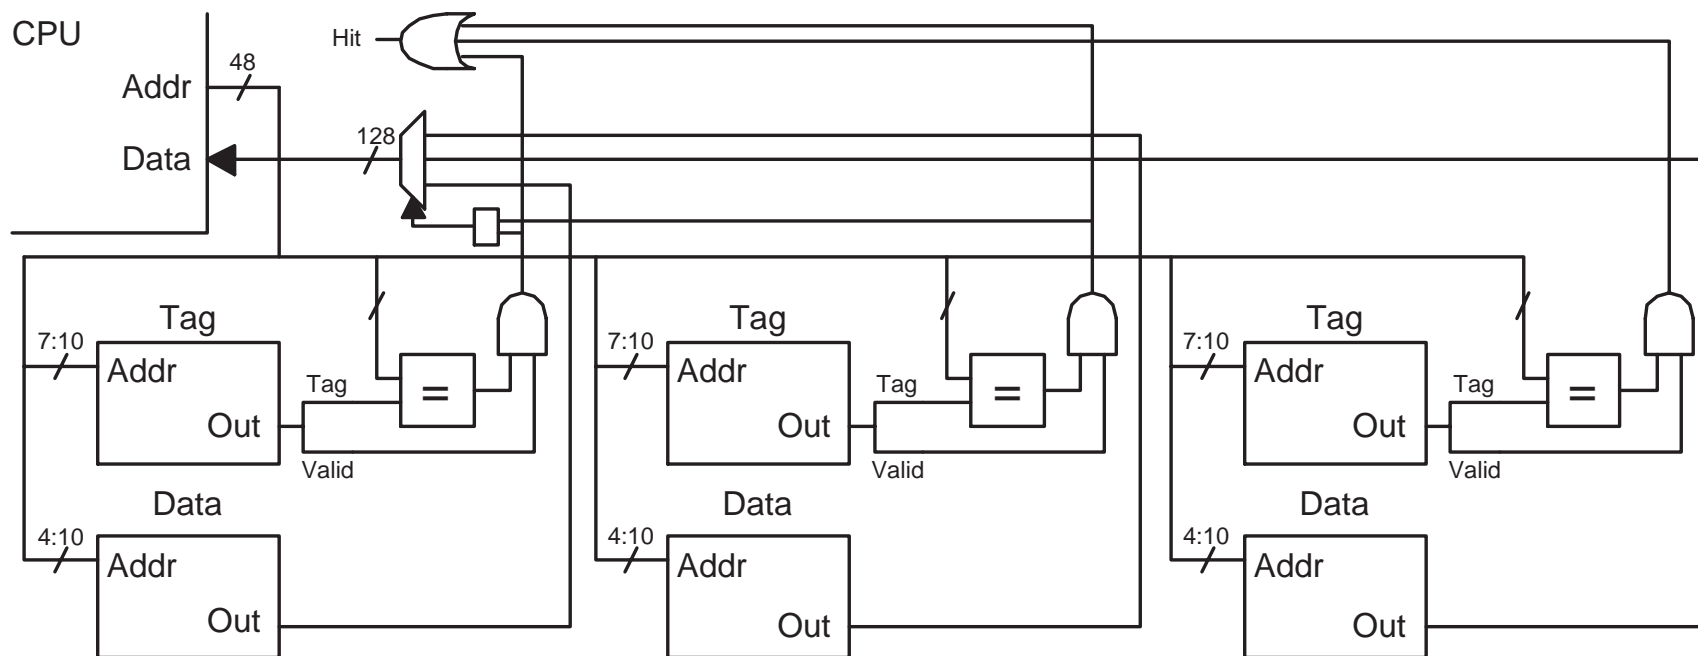 CPU
Hit
48
Addr
128
Data
Tag Tag Tag
7:10 7:10 7:10
Addr Addr Addr
Tag Tag Tag
= = =
Out Out Out
Valid Valid Valid
Data Data Data
4:10 4:10 4:10
Addr Addr Addr
Out Out Out